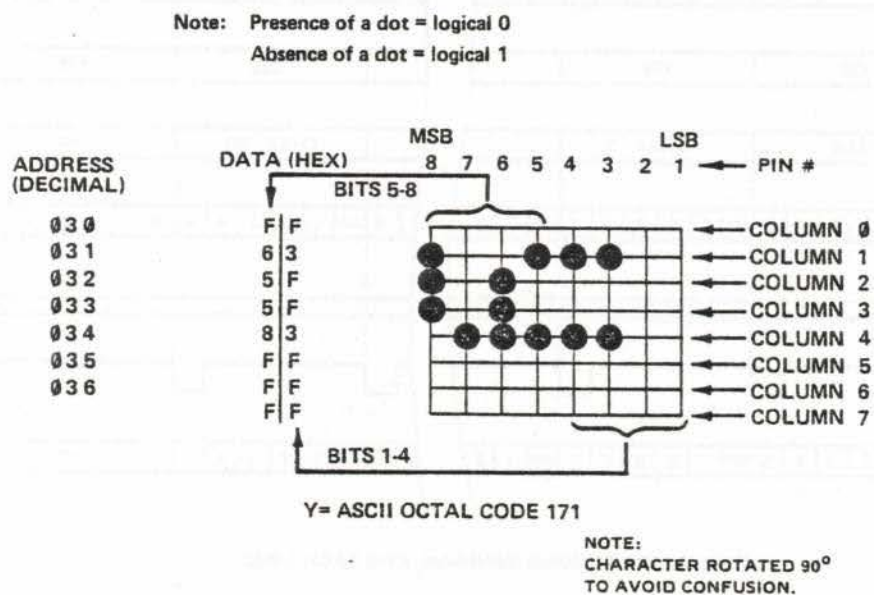 Note: Presence of a dot = logical 0
Absence of a dot = logical 1
MSB LSB
ADDRESS (DECIMAL) DATA (HEX) 8 7 6 5 4 3 2 1 PIN #
BITS 5-8
030 F F COLUMN 0
031 6 3 COLUMN 1
032 5 F COLUMN 2
033 5 F COLUMN 3
034 8 3 COLUMN 4
035 F F COLUMN 5
036 F F COLUMN 6
F F COLUMN 7
BITS 1-4
Y= ASCII OCTAL CODE 171
NOTE:
CHARACTER ROTATED 90°
TO AVOID CONFUSION.